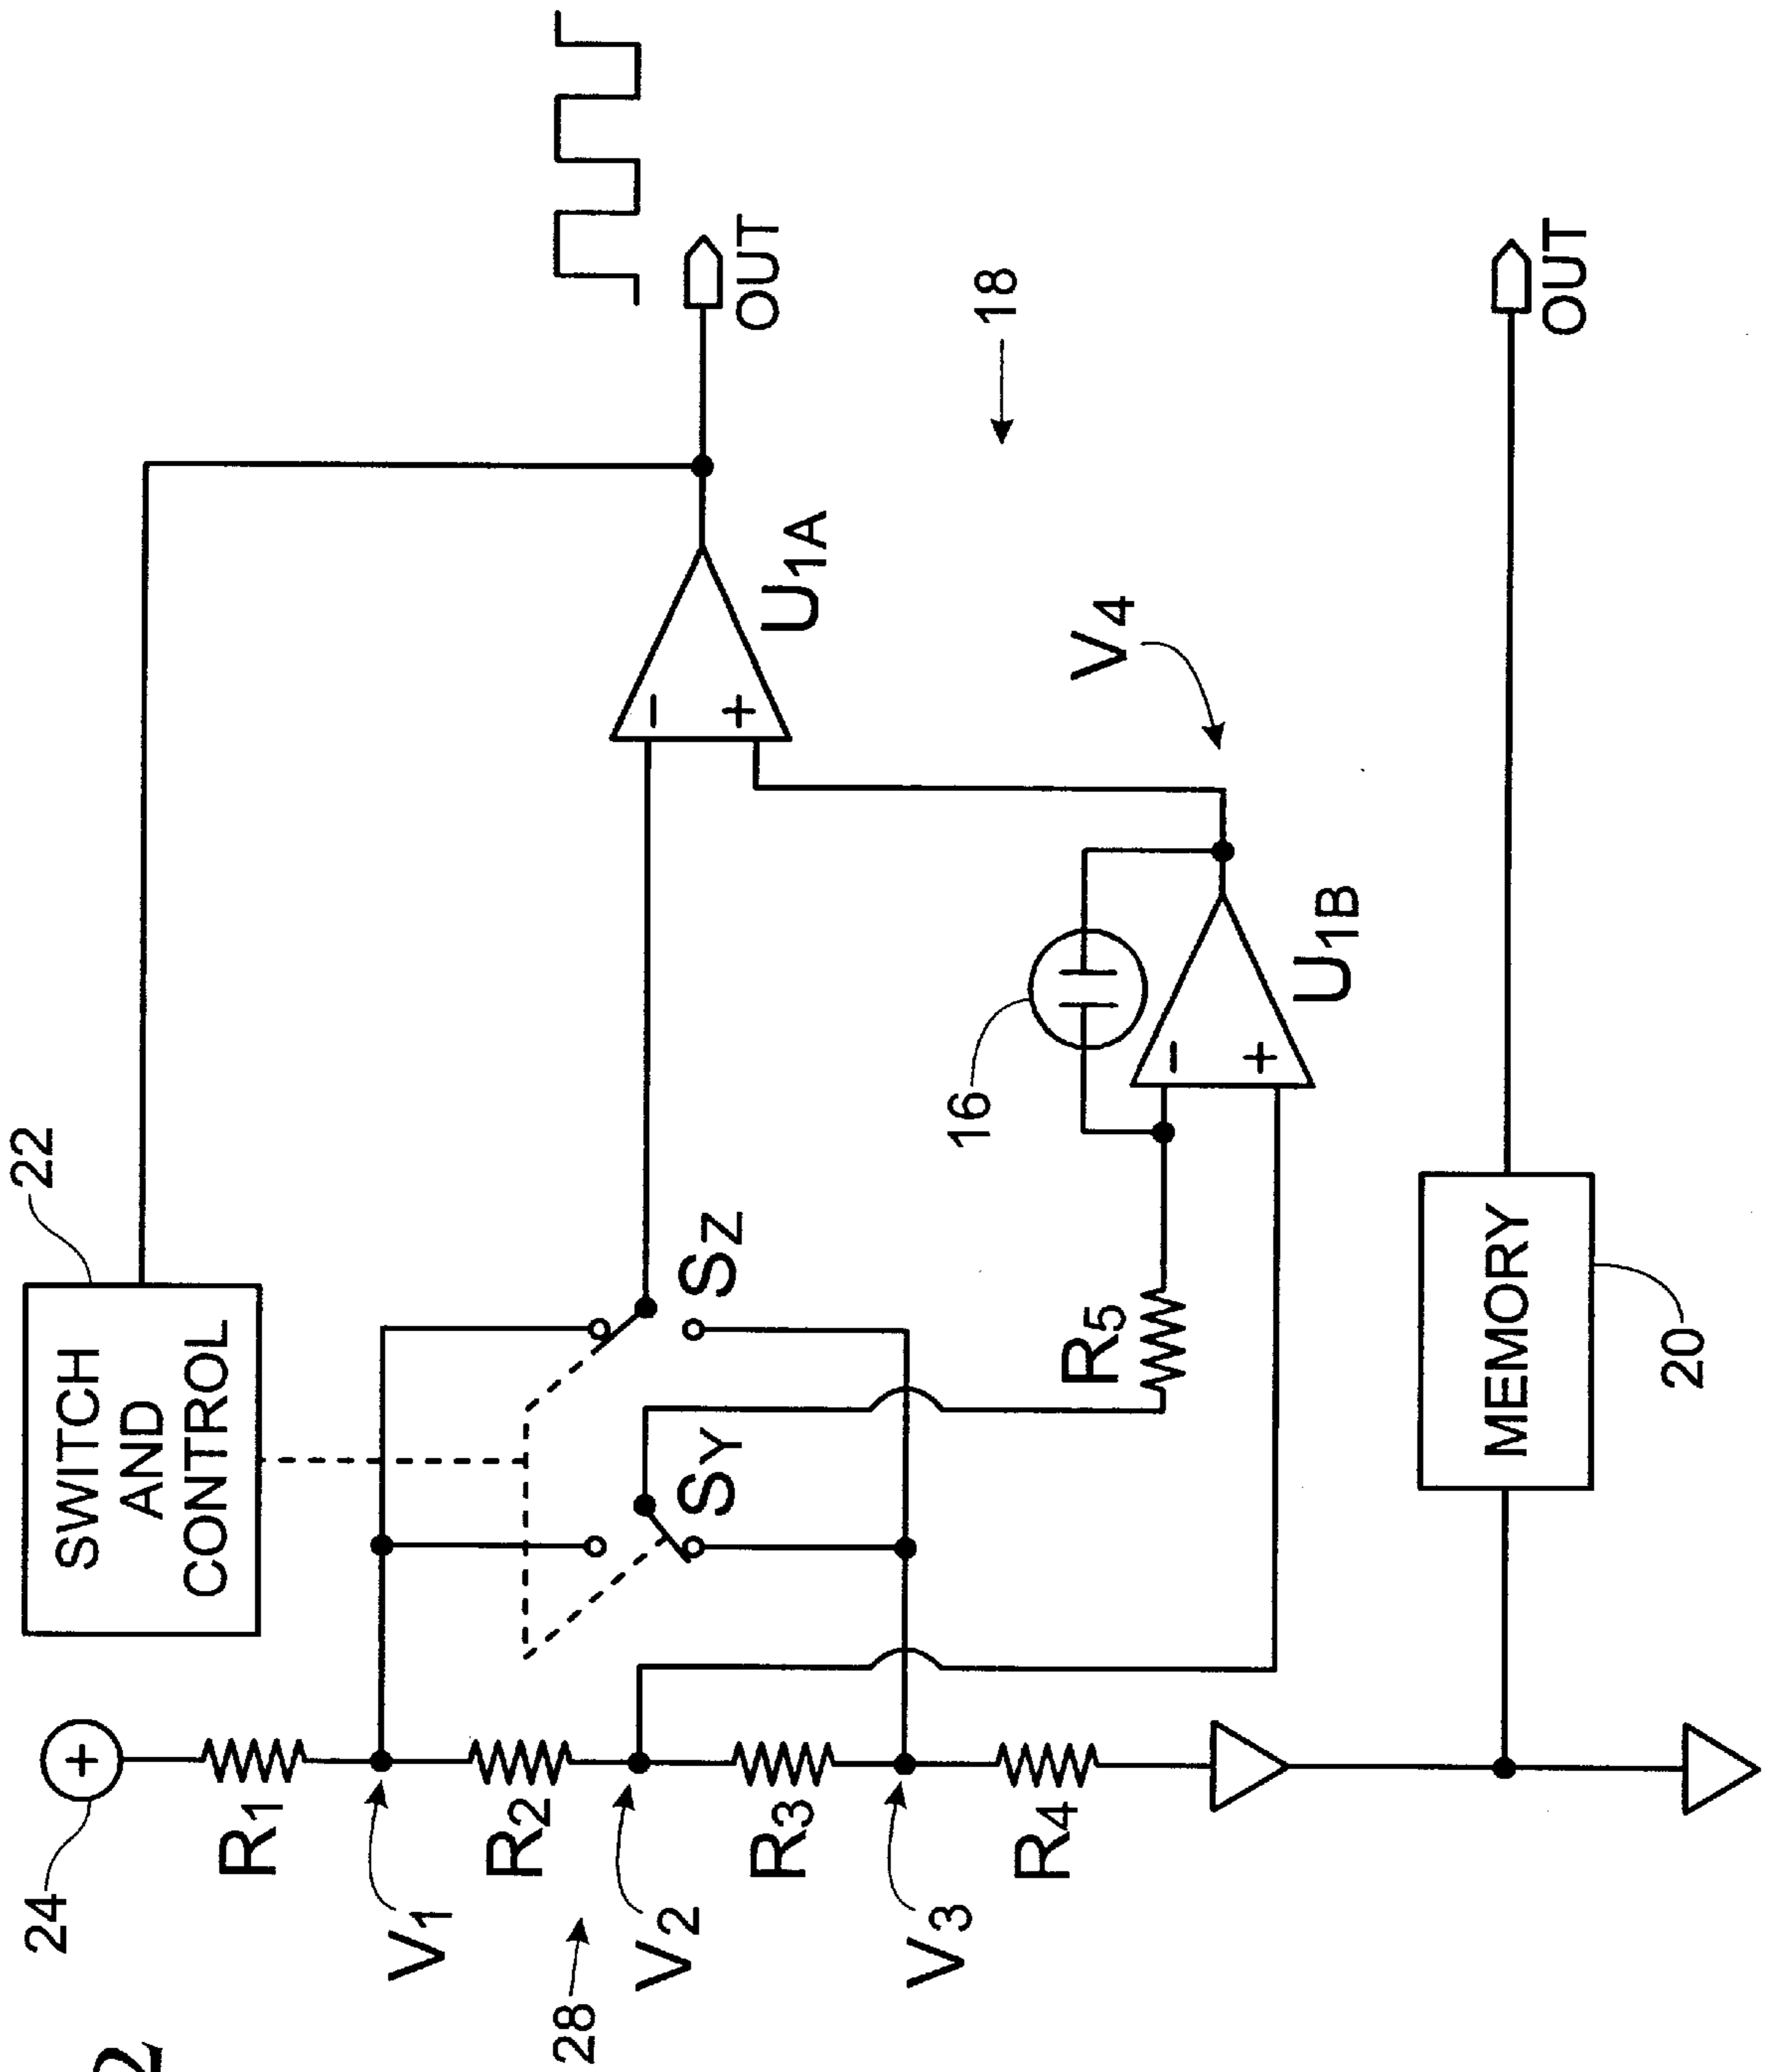 2
24
R1
V1
R2
28
V2
R3
V3
R4
SWITCH
AND
CONTROL
22
SY
SZ
R5
16
−
+
U1B
V4
−
+
U1A
18
OUT
MEMORY
20
OUT
+